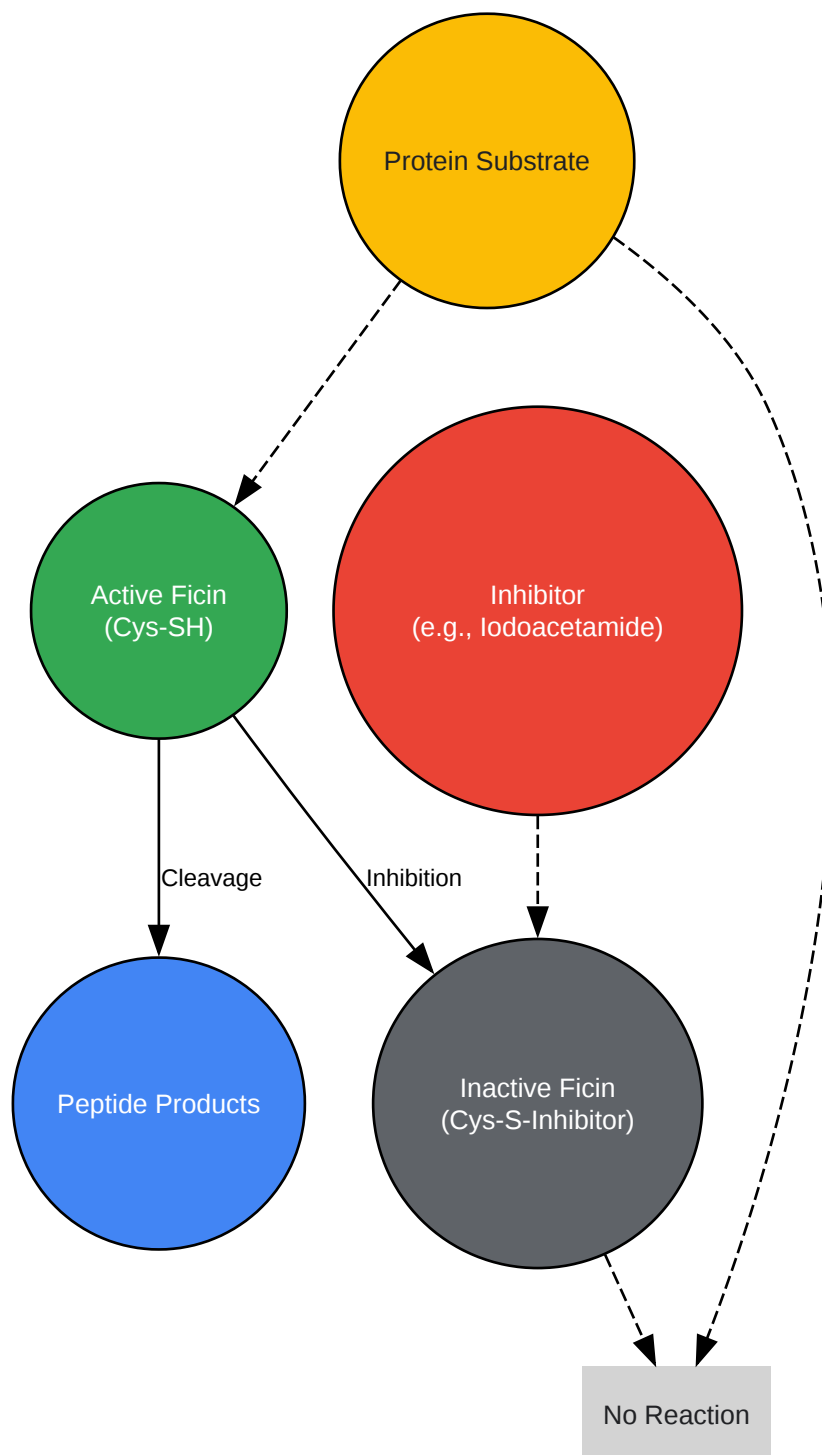 Protein Substrate
Active Ficin
(Cys-SH)
Inhibitor
(e.g., Iodoacetamide)
Cleavage
Inhibition
Peptide Products
Inactive Ficin
(Cys-S-Inhibitor)
No Reaction